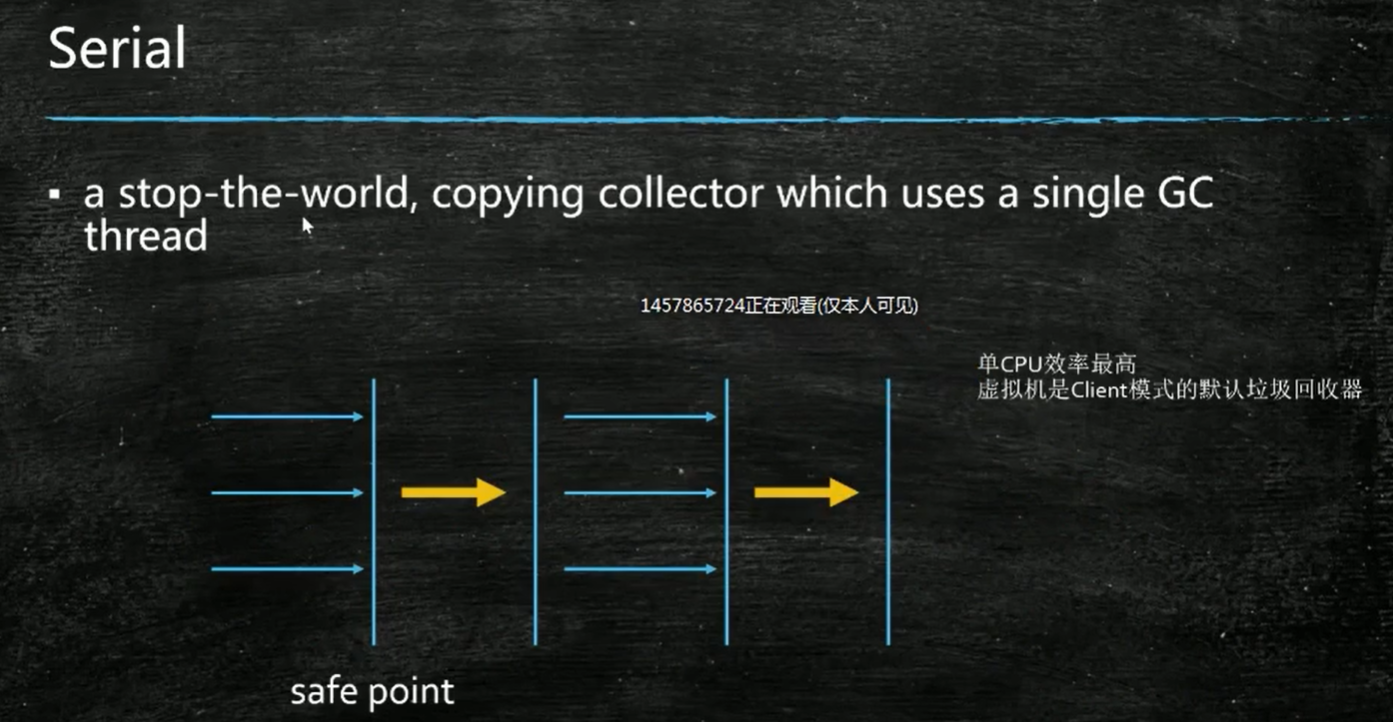 Serial
▪ a stop-the-world, copying collector which uses a single GC
thread
1457865724正在观看(仅本人可见)
单CPU效率最高
虚拟机是Client模式的默认垃圾回收器
safe point